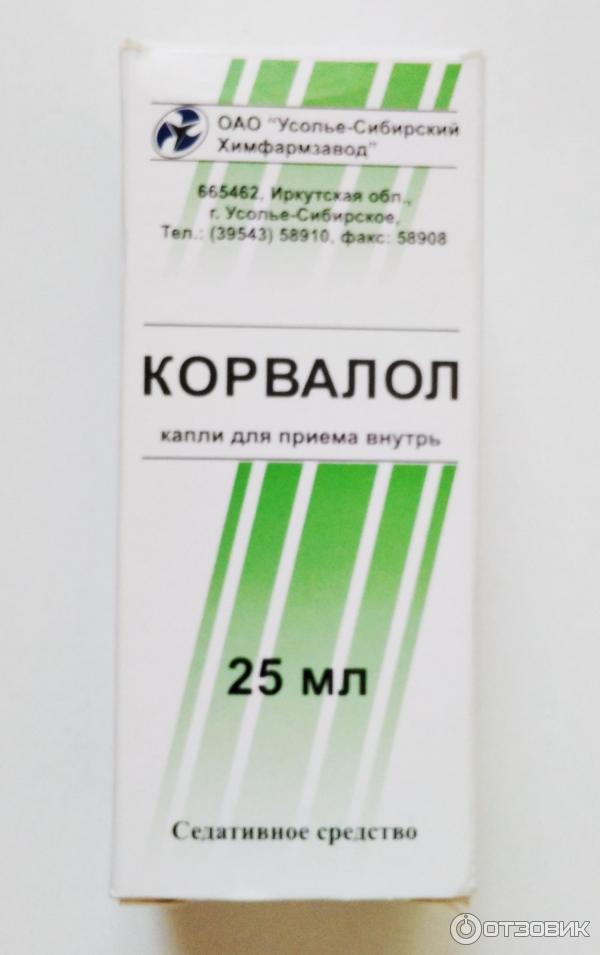 ОАО "Усолье-Сибирский
Химфармзавод"
665462, Иркутская обл.,
г. Усолье-Сибирское,
Тел.: (39543) 58910, факс: 58908
КОРВАЛОЛ
капли для приема внутрь
25 мл
Седативное средство
ОТЗОВИК